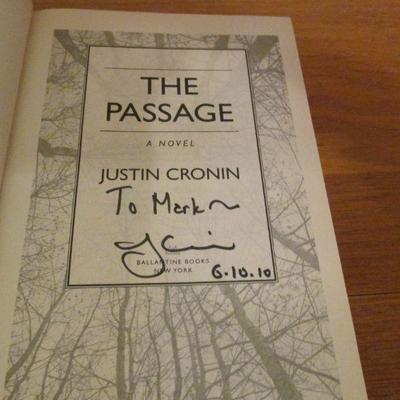 THE
PASSAGE
A NOVEL
JUSTIN CRONIN
To Mark~
BALLANTINE BOOKS
NEW YORK
6.10.10